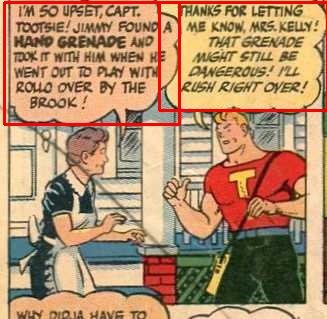 I'M SO UPSET, CAPT.
TOOTSIE! JIMMY FOUND A
HAND GRENADE AND
TOOK IT WITH HIM WHEN HE
WENT OUT TO PLAY WITH
ROLLO OVER BY THE
BROOK!
THANKS FOR LETTING
ME KNOW, MRS. KELLY!
THAT GRENADE
MIGHT STILL BE
DANGEROUS! I'LL
RUSH RIGHT OVER!
T
WHY DIDJA HAVE TO